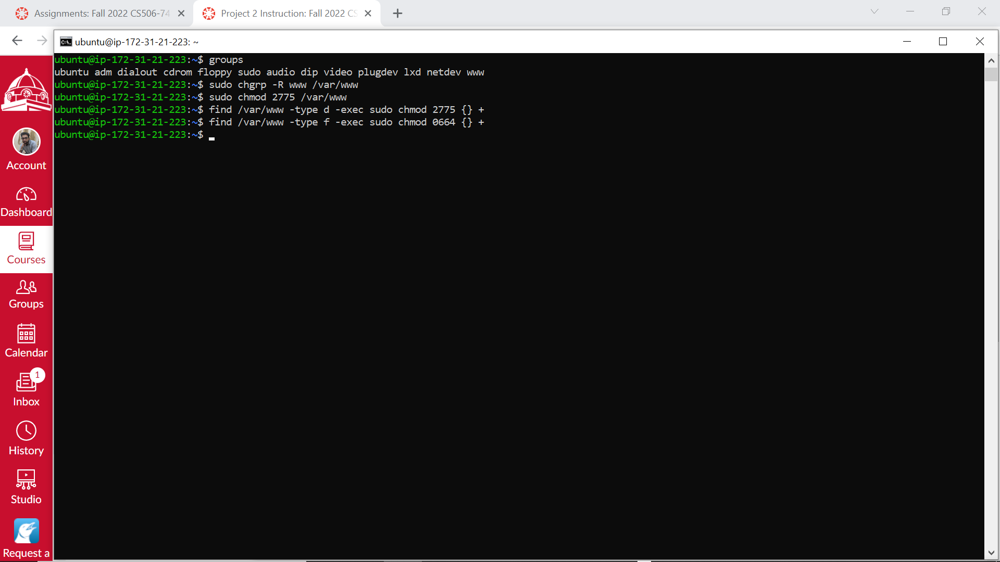 Assignments: Fall 2022 CS506-74
Project 2 Instruction: Fall 2022 CS
ubuntu@ip-172-31-21-223: ~
ubuntu@ip-172-31-21-223:~$ groups
ubuntu adm dialout cdrom floppy sudo audio dip video plugdev lxd netdev www
ubuntu@ip-172-31-21-223:~$ sudo chgrp -R www /var/www
ubuntu@ip-172-31-21-223:~$ sudo chmod 2775 /var/www
ubuntu@ip-172-31-21-223:~$ find /var/www -type d -exec sudo chmod 2775 {} +
ubuntu@ip-172-31-21-223:~$ find /var/www -type f -exec sudo chmod 0664 {} +
ubuntu@ip-172-31-21-223:~$
Account
Dashboard
Courses
Groups
Calendar
1
Inbox
History
Studio
Request a